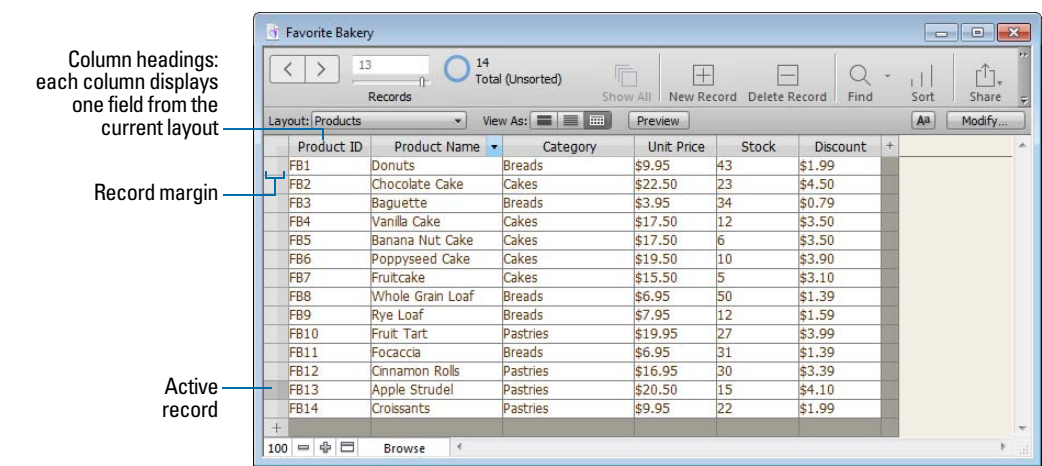 Favorite Bakery
Column headings:
each column displays
one field from the
current layout
13
Records
14
Total (Unsorted)
Show All
New Record
Delete Record
Find
Sort
Share
Layout: Products
View As:
Preview
Aa
Modify...
Product ID Product Name Category Unit Price Stock Discount +
Record margin
FB1 Donuts Breads $9.95 43 $1.99
FB2 Chocolate Cake Cakes $22.50 23 $4.50
FB3 Baguette Breads $3.95 34 $0.79
FB4 Vanilla Cake Cakes $17.50 12 $3.50
FB5 Banana Nut Cake Cakes $17.50 6 $3.50
FB6 Poppyseed Cake Cakes $19.50 10 $3.90
FB7 Fruitcake Cakes $15.50 5 $3.10
FB8 Whole Grain Loaf Breads $6.95 50 $1.39
FB9 Rye Loaf Breads $7.95 12 $1.59
FB10 Fruit Tart Pastries $19.95 27 $3.99
FB11 Focaccia Breads $6.95 31 $1.39
FB12 Cinnamon Rolls Pastries $16.95 30 $3.39
FB13 Apple Strudel Pastries $20.50 15 $4.10
FB14 Croissants Pastries $9.95 22 $1.99
Active
record
+
100
Browse